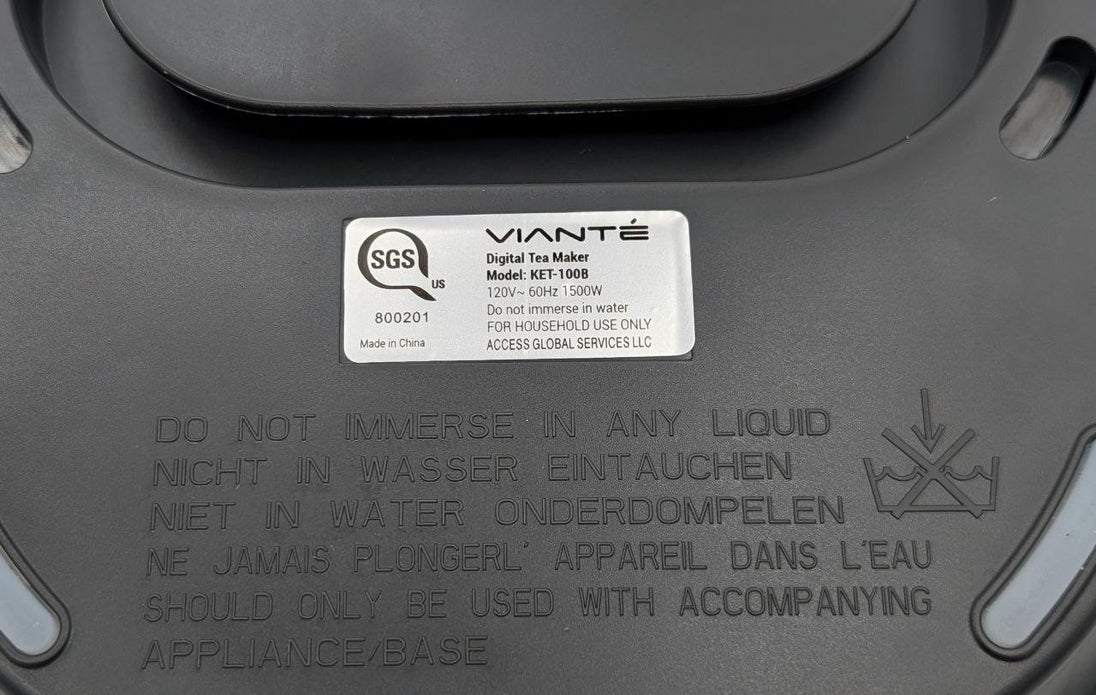 SGS
US
800201
Made in China
VIANTÉ
Digital Tea Maker
Model: KET-100B
120V~ 60Hz 1500W
Do not immerse in water
FOR HOUSEHOLD USE ONLY
ACCESS GLOBAL SERVICES LLC
DO NOT IMMERSE IN ANY LIQUID
NICHT IN WASSER EINTAUCHEN
NIET IN WATER ONDERDOMPELEN
NE JAMAIS PLONGERL' APPAREIL DANS L'EAU
SHOULD ONLY BE USED WITH ACCOMPANYING
APPLIANCE/BASE